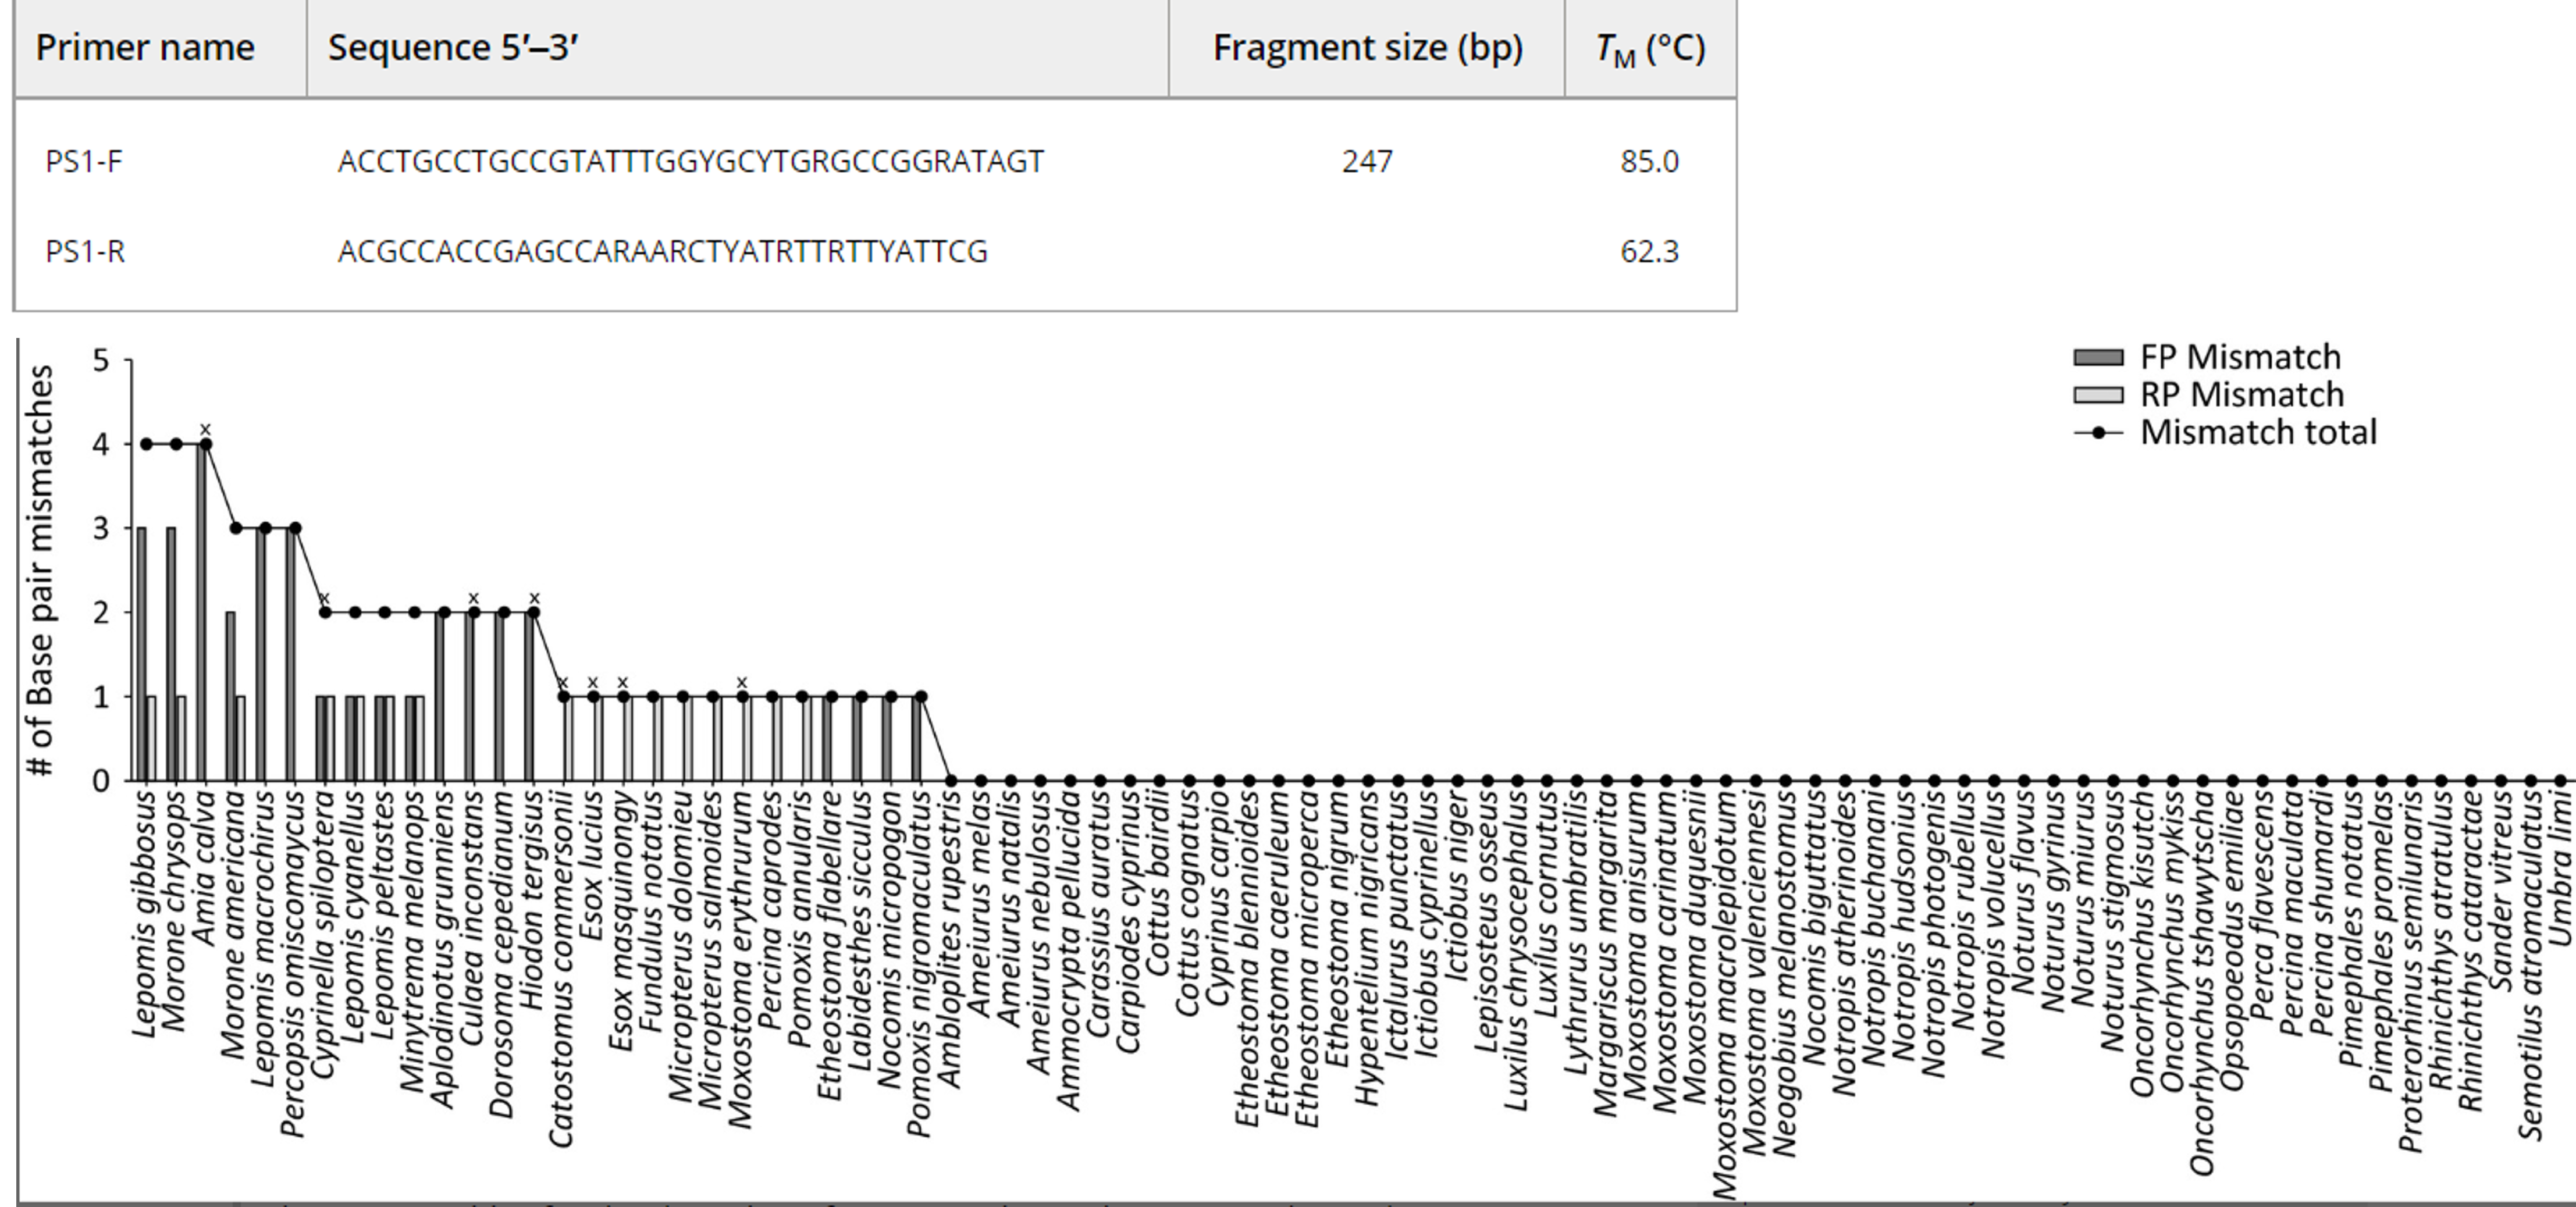 Primer name Sequence 5′–3′ Fragment size (bp) TM (°C)
PS1-F ACCTGCCTGCCGTATTTGGYGCYTGRGCCGGRATAGT 247 85.0
PS1-R ACGCCACCGAGCCARAARCTYATRTTRTTYATTCG 62.3
# of Base pair mismatches
5
4
3
2
1
0
x
x
x
x
x
x
x
x
FP Mismatch
RP Mismatch
Mismatch total
Lepomis gibbosus
Morone chrysops
Amia calva
Morone americana
Lepomis macrochirus
Percopsis omiscomaycus
Cyprinella spiloptera
Lepomis cyanellus
Lepomis peltastes
Minytrema melanops
Aplodinotus grunniens
Culaea inconstans
Dorosoma cepedianum
Hiodon tergisus
Catostomus commersonii
Esox lucius
Esox masquinongy
Fundulus notatus
Micropterus dolomieu
Micropterus salmoides
Moxostoma erythrurum
Percina caprodes
Pomoxis annularis
Etheostoma flabellare
Labidesthes sicculus
Nocomis micropogon
Pomoxis nigromaculatus
Ambloplites rupestris
Ameiurus melas
Aneiurus natalis
Ameiurus nebulosus
Ammocrypta pellucida
Carassius auratus
Carpiodes cyprinus
Cottus bairdii
Cottus cognatus
Cyprinus carpio
Etheostoma blennioides
Etheostoma caeruleum
Etheostoma microperca
Etheostoma nigrum
Hypentelium nigricans
Ictalurus punctatus
Ictiobus cyprinellus
Ictiobus niger
Lepisosteus osseus
Luxilus chrysocephalus
Luxilus cornutus
Lythrurus umbratilis
Margariscus margarita
Moxostoma anisurum
Moxostoma carinatum
Moxostoma duquesnii
Moxostoma macrolepidotum
Moxostoma valenciennesi
Neogobius melanostomus
Nocomis biguttatus
Notropis atherinoides
Notropis buchanani
Notropis hudsonius
Notropis photogenis
Notropis rubellus
Notropis volucellus
Noturus flavus
Noturus gyrinus
Noturus miurus
Noturus stigmosus
Oncorhynchus kisutch
Oncorhynchus mykiss
Oncorhynchus tshawytscha
Opsopoeodus emiliae
Perca flavescens
Percina maculata
Percina shumardi
Pimephales notatus
Pimephales promelas
Proterorhinus semilunaris
Rhinichthys atratulus
Rhinichthys cataractae
Sander vitreus
Semotilus atromaculatus
Umbra limi